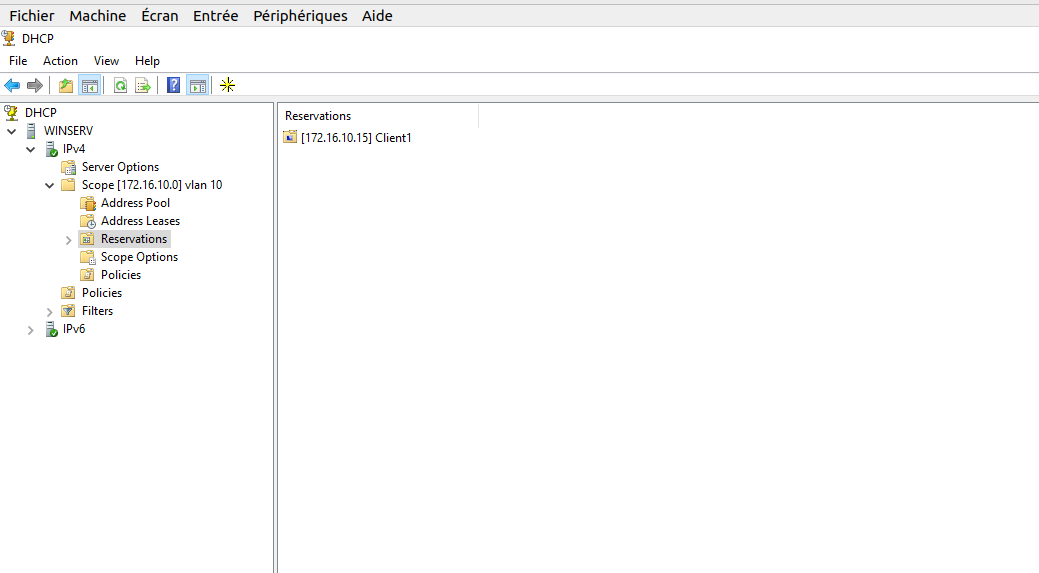 Fichier Machine Écran Entrée Périphériques Aide
DHCP
File Action View Help
DHCP
WINSERV
IPv4
Server Options
Scope [172.16.10.0] vlan 10
Address Pool
Address Leases
Reservations
Scope Options
Policies
Policies
Filters
IPv6
Reservations
[172.16.10.15] Client1